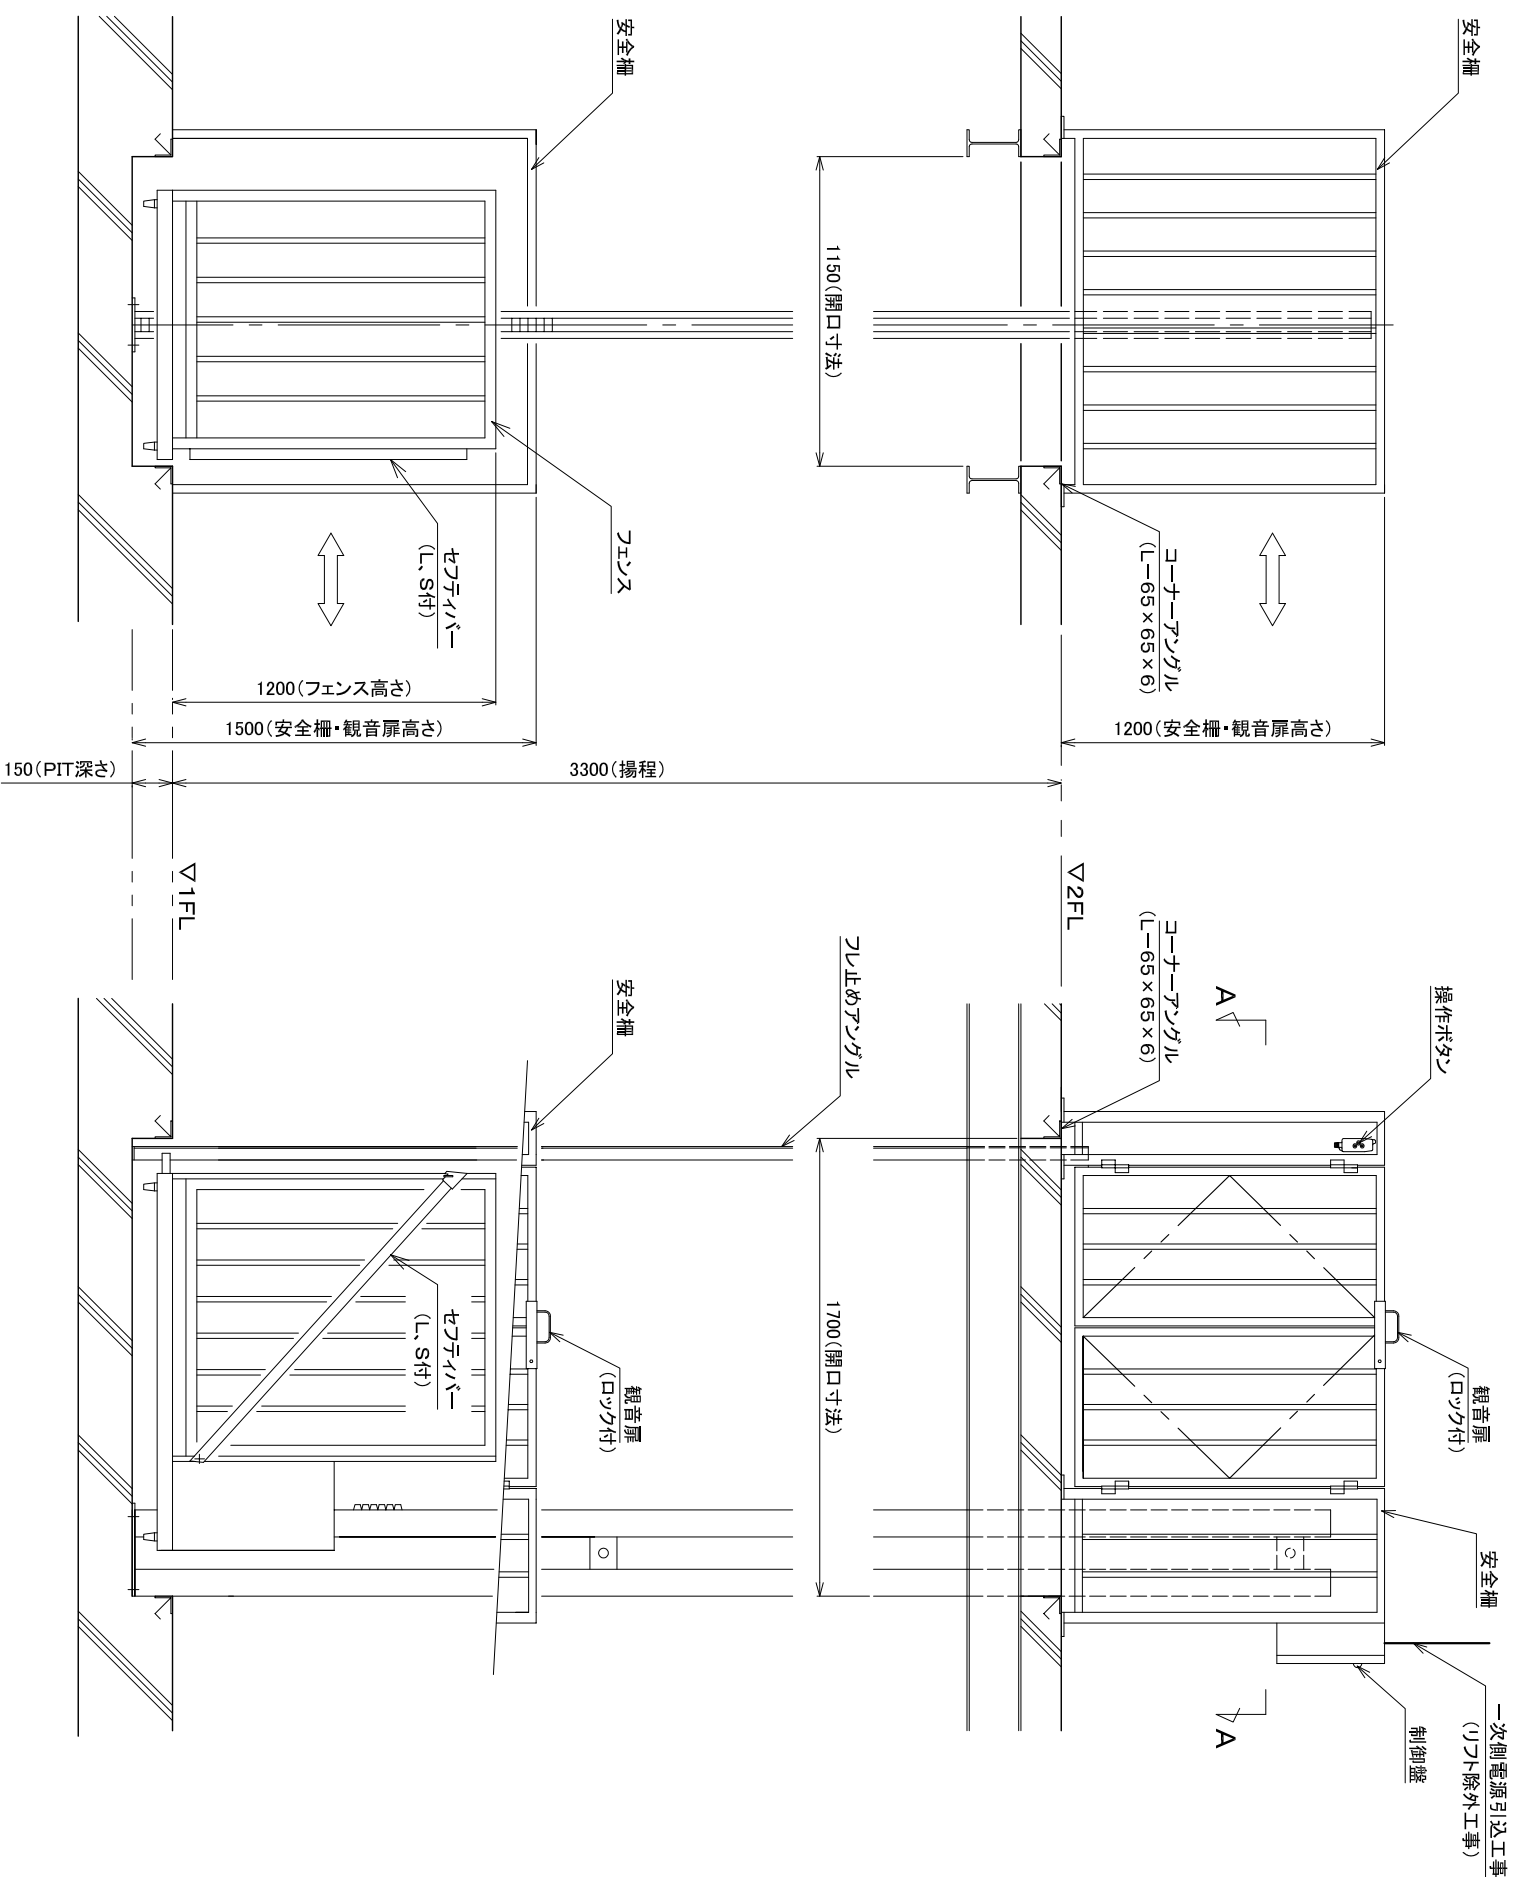 安全柵
安全柵
1150(開口寸法)
フェンス
セフティバー
(L、S付)
コーナーアングル
(L-65×65×6)
1200(フェンス高さ)
1500(安全柵・観音扉高さ)
1200(安全柵・観音扉高さ)
150(PIT深さ)
3300(揚程)
▽1FL
▽2FL
コーナーアングル
(L-65×65×6)
フレ止めアングル
安全柵
A
操作ボタン
セフティバー
(L、S付)
1700(開口寸法)
観音扉
(ロック付)
観音扉
(ロック付)
安全柵
A
制御盤
一次側電源引込工事
(リフト除外工事)